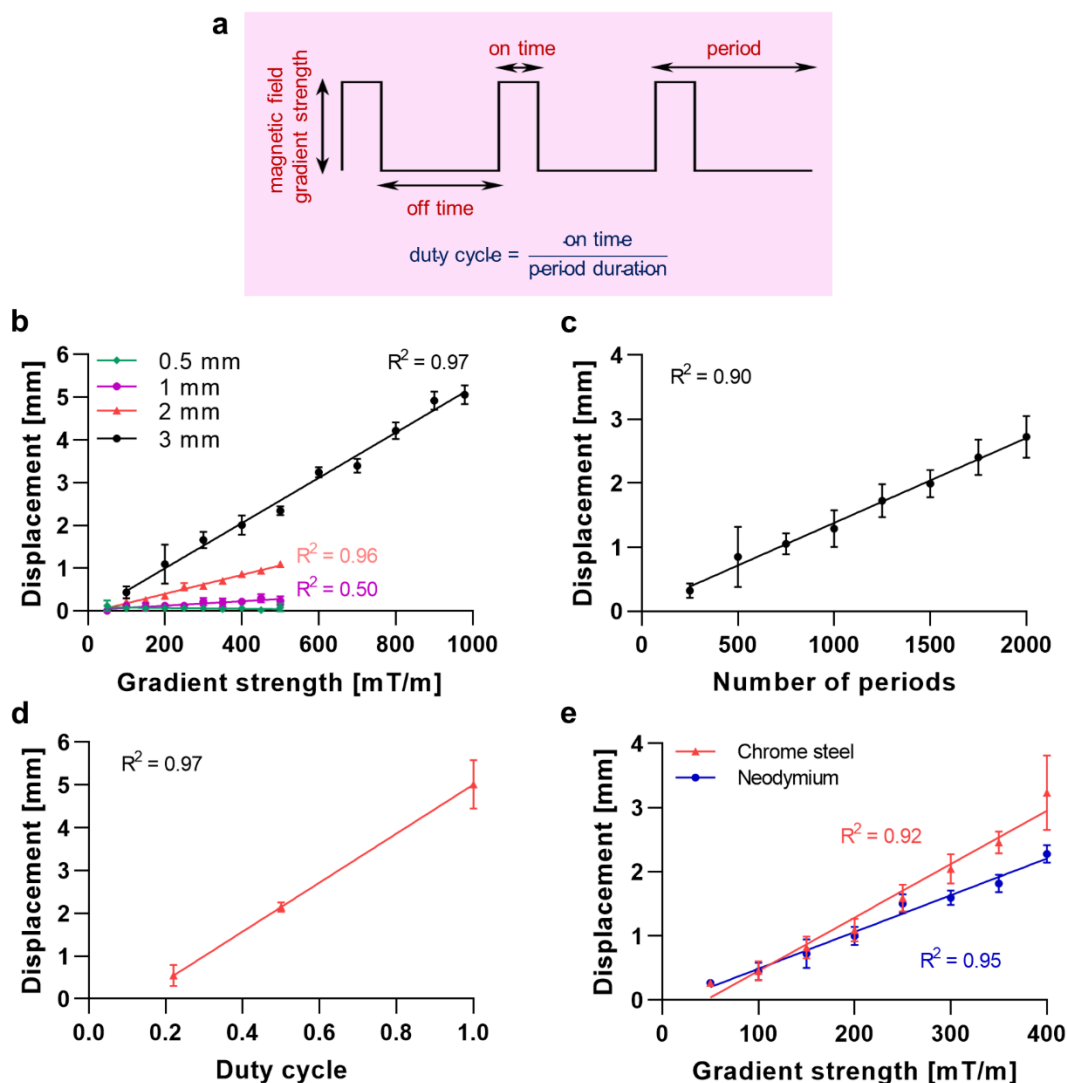 a
on time
period
magnetic field
gradient strength
off time
duty cycle = on time
period duration
b
Displacement [mm]
6
5
4
3
2
1
0
0.5 mm
1 mm
2 mm
3 mm
R² = 0.97
R² = 0.96
R² = 0.50
0 200 400 600 800 1000
Gradient strength [mT/m]
c
Displacement [mm]
4
3
2
1
0
R² = 0.90
0 500 1000 1500 2000
Number of periods
d
Displacement [mm]
6
5
4
3
2
1
0
R² = 0.97
0.0 0.2 0.4 0.6 0.8 1.0
Duty cycle
e
Displacement [mm]
4
3
2
1
0
Chrome steel
Neodymium
R² = 0.92
R² = 0.95
0 100 200 300 400
Gradient strength [mT/m]